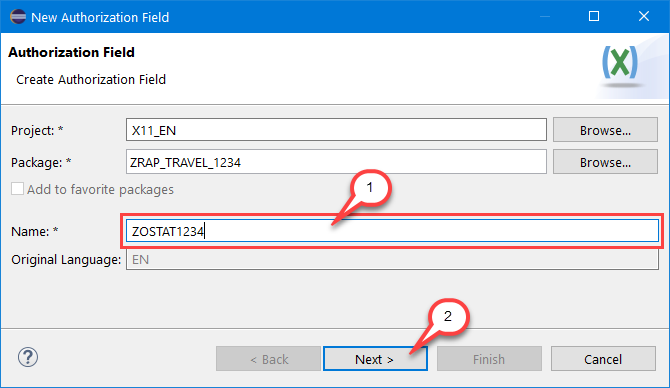 New Authorization Field
Authorization Field
Create Authorization Field
(X)
Project: * X11_EN Browse...
Package: * ZRAP_TRAVEL_1234 Browse...
Add to favorite packages
1
Name: * ZOSTAT1234
Original Language: EN
2
? < Back Next > Finish Cancel